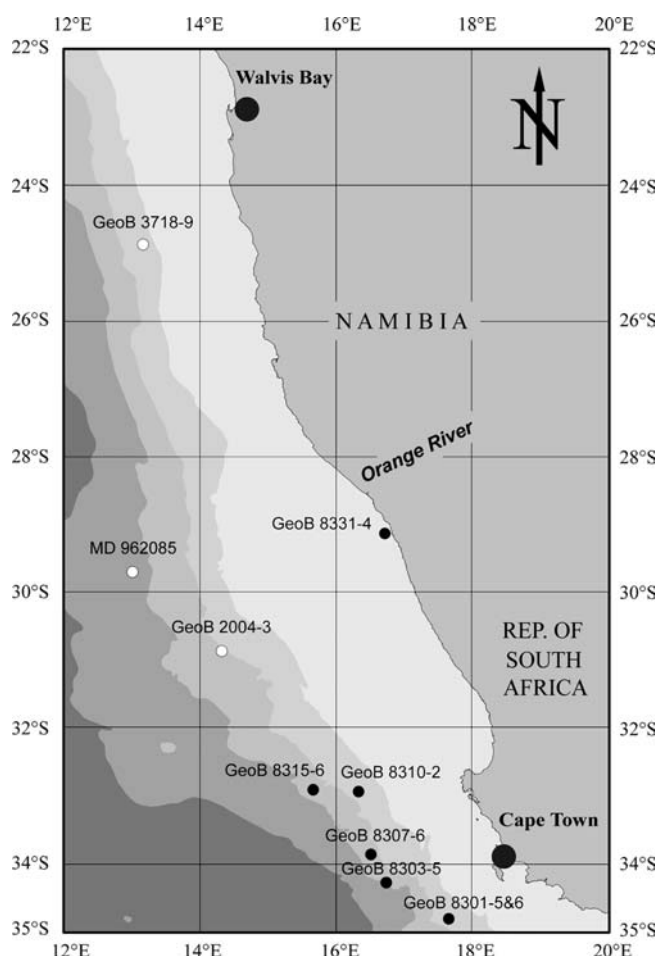 12°E 14°E 16°E 18°E 20°E
22°S 22°S
Walvis Bay
N
24°S 24°S
GeoB 3718-9
26°S NAMIBIA 26°S
Orange River
28°S 28°S
GeoB 8331-4
MD 962085
30°S 30°S
GeoB 2004-3
REP. OF
SOUTH
AFRICA
32°S 32°S
GeoB 8315-6 GeoB 8310-2
Cape Town
GeoB 8307-6
34°S 34°S
GeoB 8303-5
GeoB 8301-5&6
35°S 35°S
12°E 14°E 16°E 18°E 20°E